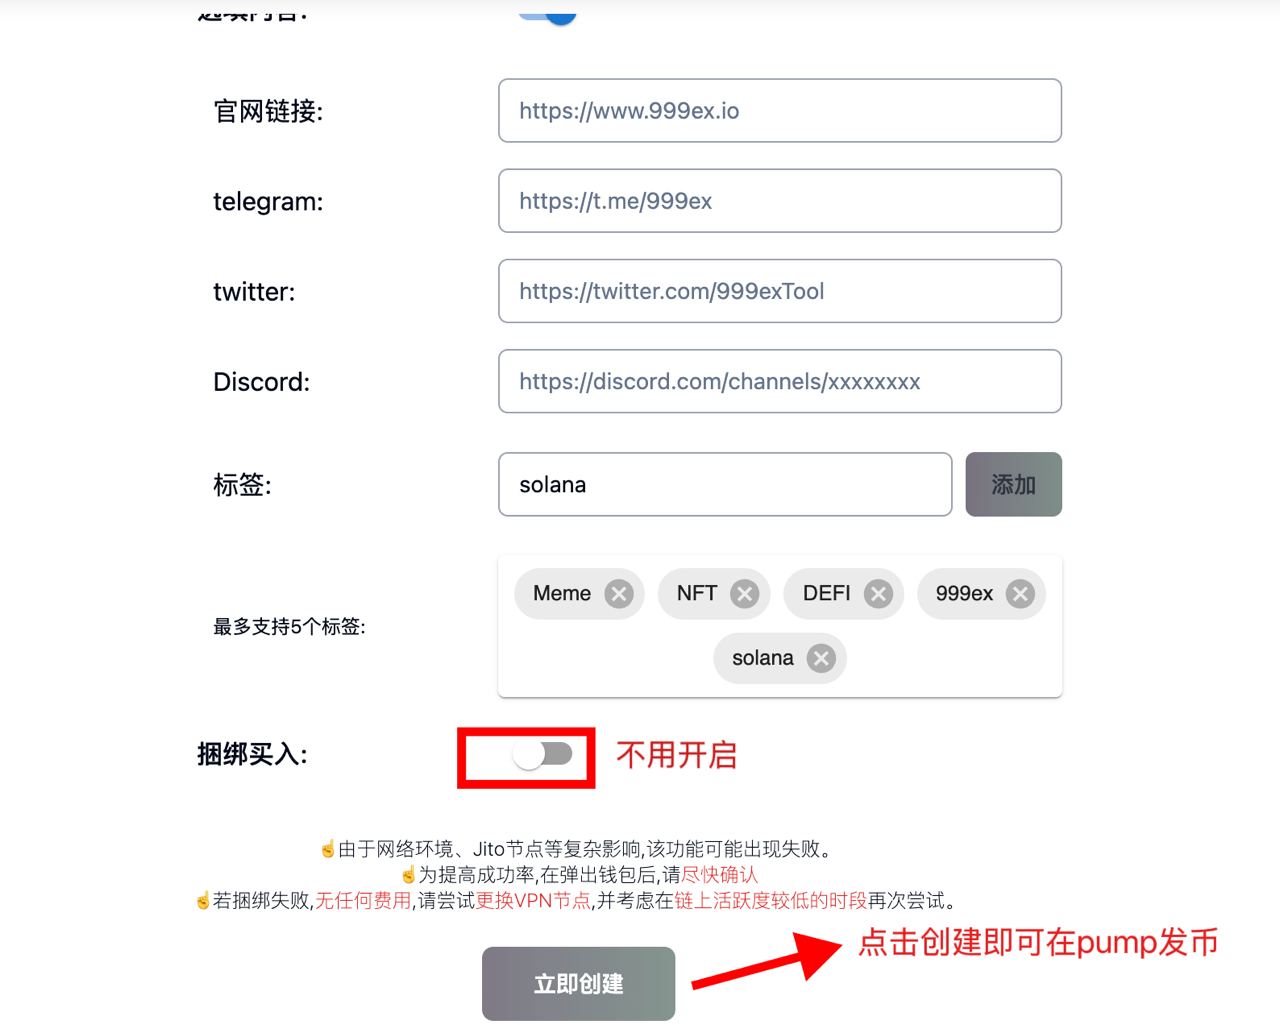 选填内容:
官网链接:
https://www.999ex.io
telegram:
https://t.me/999ex
twitter:
https://twitter.com/999exTool
Discord:
https://discord.com/channels/xxxxxxxx
标签:
solana
添加
最多支持5个标签:
Meme
NFT
DEFI
999ex
solana
捆绑买入:
不用开启
☝由于网络环境、Jito节点等复杂影响,该功能可能出现失败。
☝为提高成功率,在弹出钱包后,请尽快确认
☝若捆绑失败,无任何费用,请尝试更换VPN节点,并考虑在链上活跃度较低的时段再次尝试。
点击创建即可在pump发币
立即创建